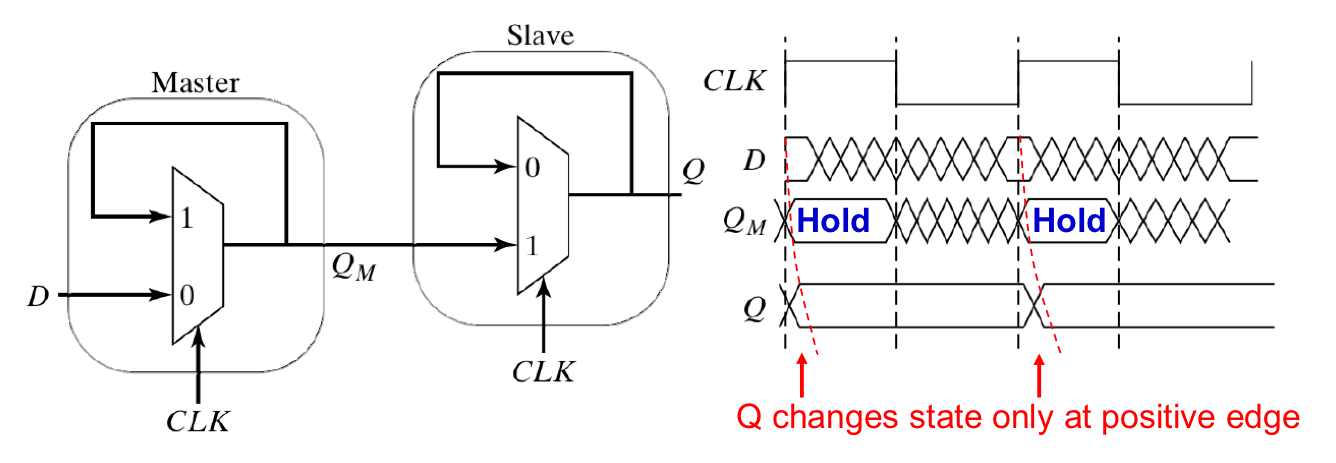 Master
1
0
D
Q_M
CLK
Slave
0
1
Q
CLK
CLK
D
Q_M Hold Hold
Q
Q changes state only at positive edge